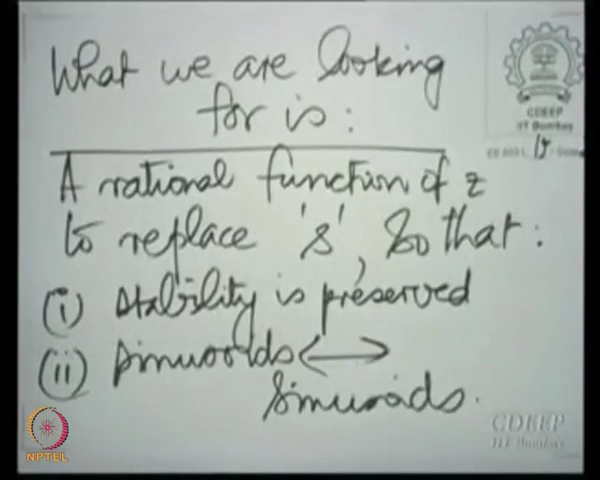 What we are looking
for is:
A rational function of z
to replace 's', so that:
(i) stability is preserved
(ii) sinusoids ↔
sinusoids.
CDEEP
IIT Bombay
CDEEP
IIT Bombay
NPTEL